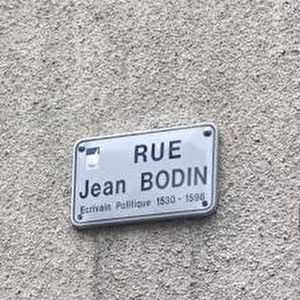 RUE
Jean BODIN
Ecrivain Politique 1530 - 1596